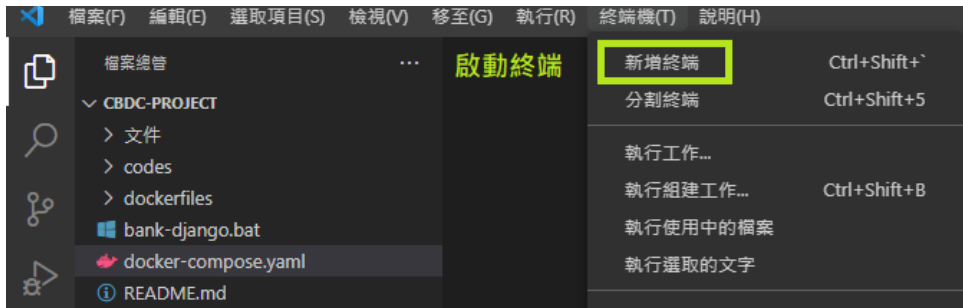 檔案(F) 編輯(E) 選取項目(S) 檢視(V) 移至(G) 執行(R) 終端機(T) 說明(H)
檔案總管 ...
啟動終端
CBDC-PROJECT
文件
codes
dockerfiles
bank-django.bat
docker-compose.yaml
README.md
新增終端 Ctrl+Shift+`
分割終端 Ctrl+Shift+5
執行工作...
執行組建工作... Ctrl+Shift+B
執行使用中的檔案
執行選取的文字